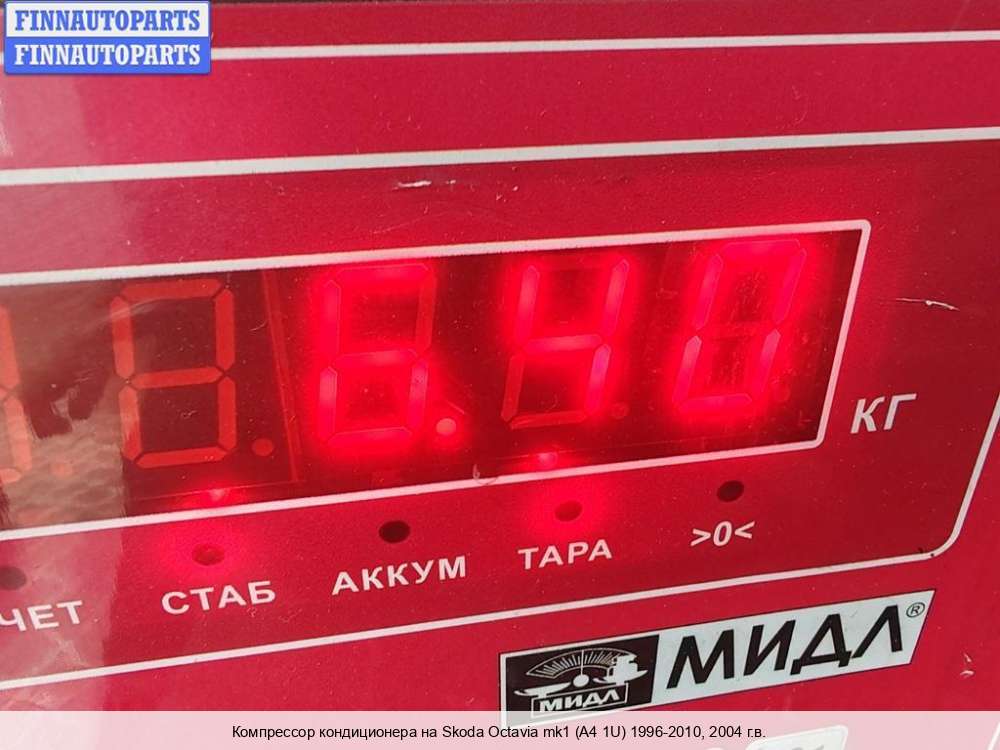 FINNAUTOPARTS
FINNAUTOPARTS
6.40
КГ
ЧЕТ СТАБ АККУМ ТАРА >0<
МИДЛ МИДЛ®
Компрессор кондиционера на Skoda Octavia mk1 (A4 1U) 1996-2010, 2004 г.в.